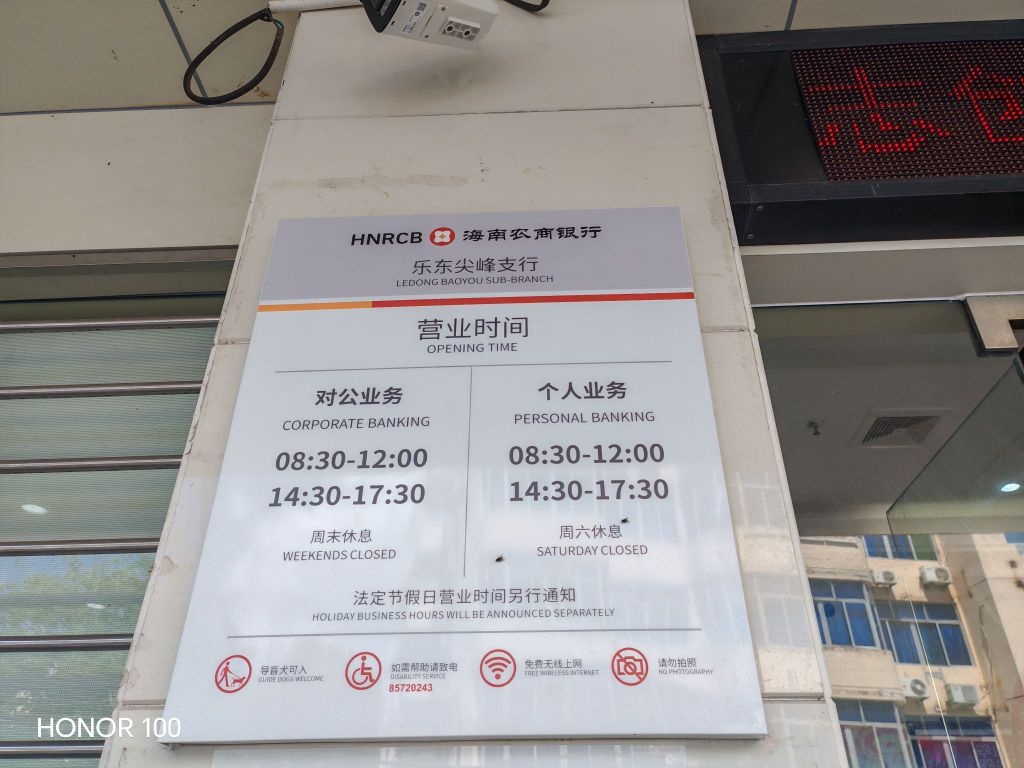 HNRCB 海南农商银行
乐东尖峰支行
LEDONG BAOYOU SUB-BRANCH
营业时间
OPENING TIME
对公业务
CORPORATE BANKING
08:30-12:00
14:30-17:30
周末休息
WEEKENDS CLOSED
个人业务
PERSONAL BANKING
08:30-12:00
14:30-17:30
周六休息
SATURDAY CLOSED
法定节假日营业时间另行通知
HOLIDAY BUSINESS HOURS WILL BE ANNOUNCED SEPARATELY
导盲犬可入
GUIDE DOGS WELCOME
如需帮助请致电
DISABILITY SERVICE
85720243
免费无线上网
FREE WIRELESS INTERNET
请勿拍照
NO PHOTOGRAPHY
HONOR 100